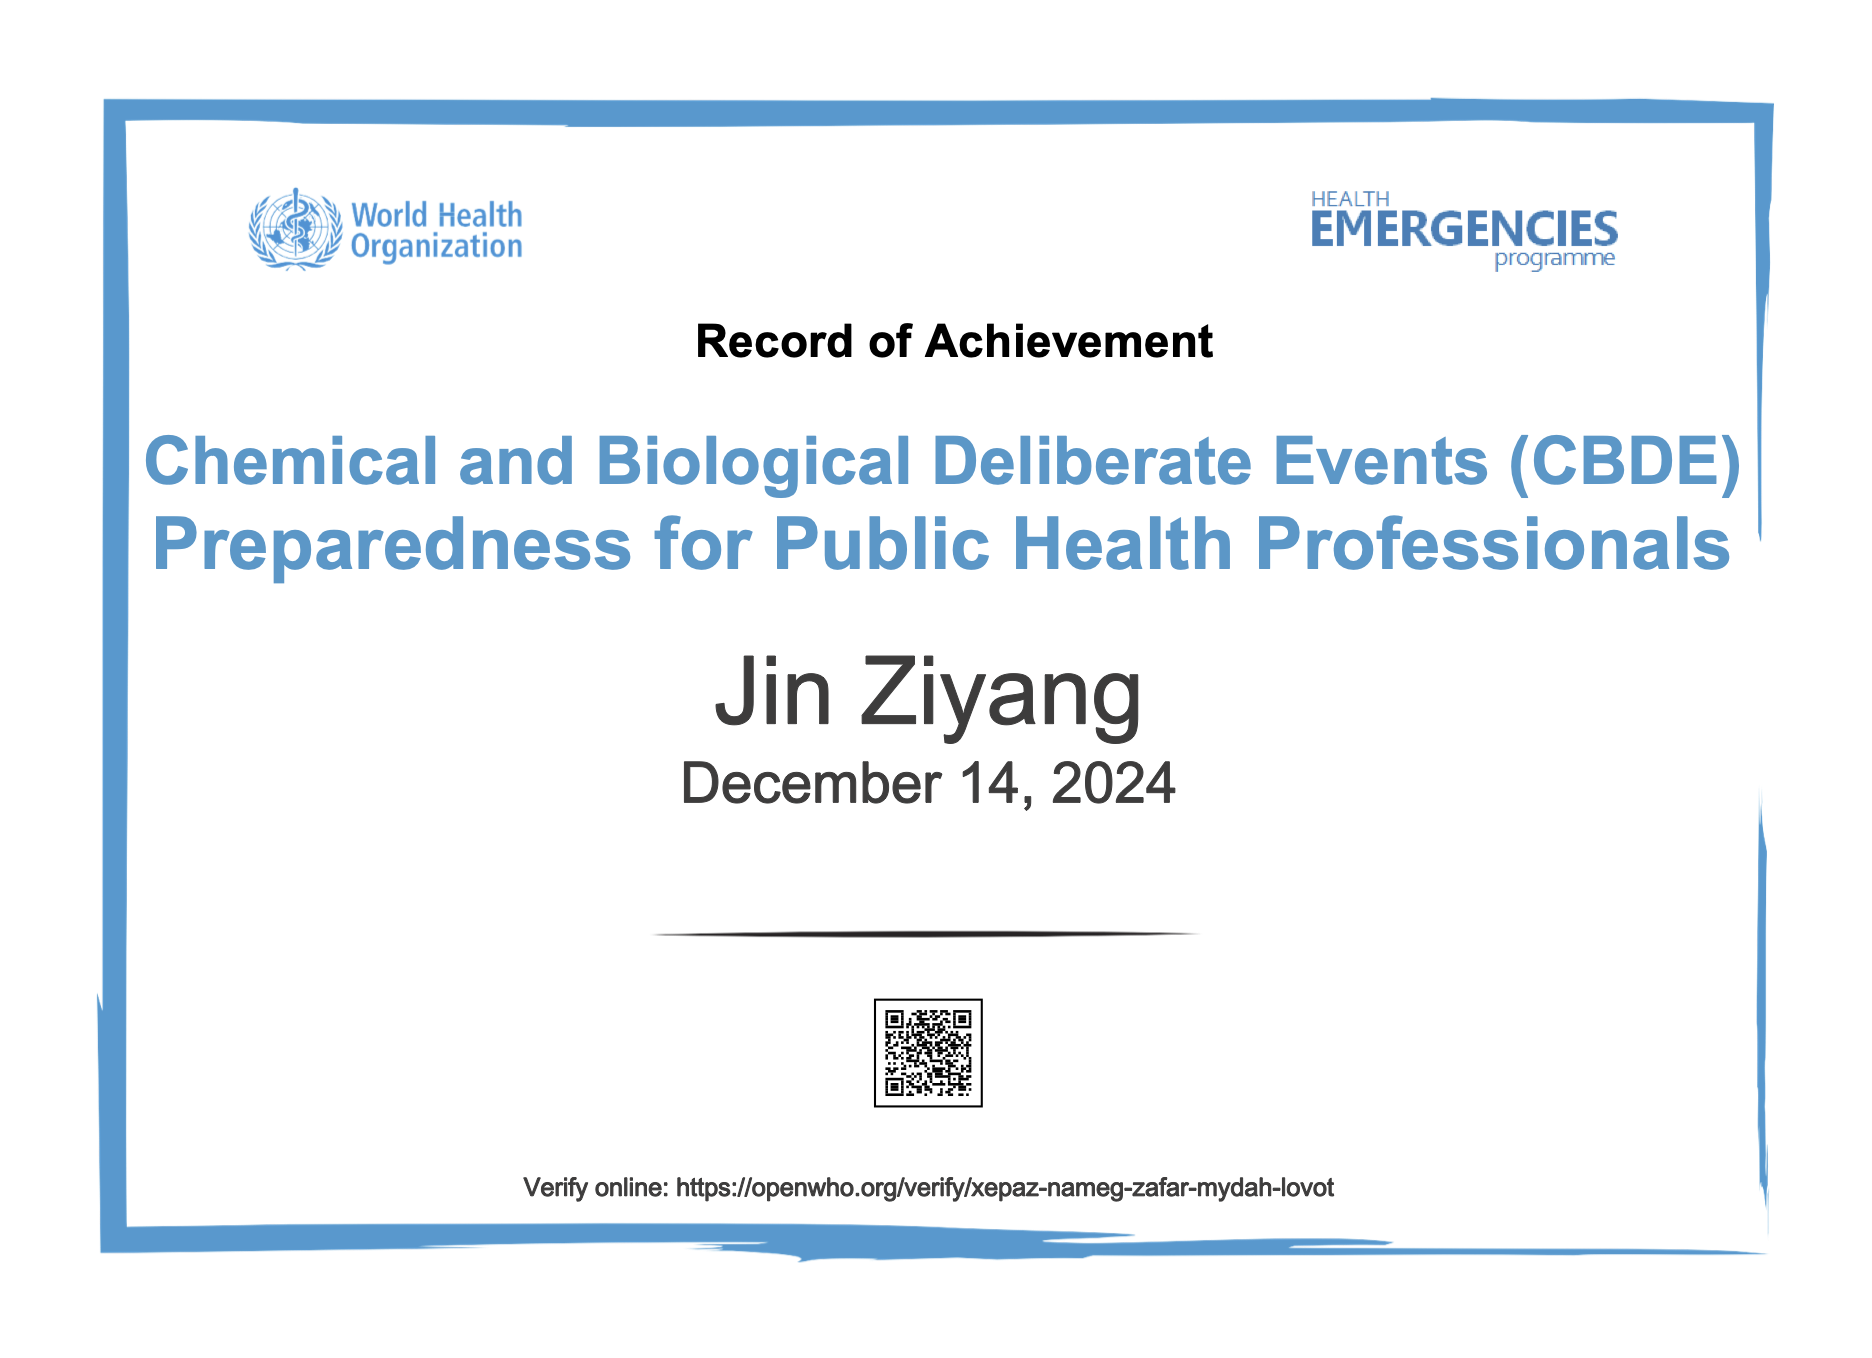 World Health
Organization
HEALTH
EMERGENCIES
programme
Record of Achievement
Chemical and Biological Deliberate Events (CBDE)
Preparedness for Public Health Professionals
Jin Ziyang
December 14, 2024
Verify online: https://openwho.org/verify/xepaz-nameg-zafar-mydah-lovot